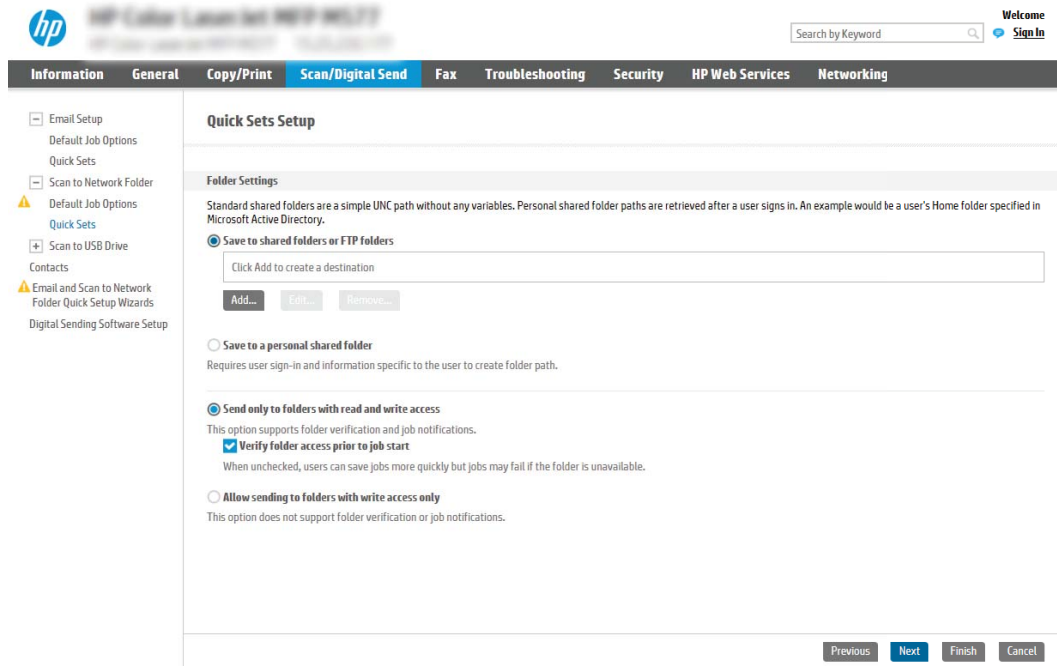 hp
Welcome
Search by Keyword
Sign In
Information General Copy/Print Scan/Digital Send Fax Troubleshooting Security HP Web Services Networking
Email Setup
Default Job Options
Quick Sets
Scan to Network Folder
Default Job Options
Quick Sets
Scan to USB Drive
Contacts
Email and Scan to Network
Folder Quick Setup Wizards
Digital Sending Software Setup
Quick Sets Setup
Folder Settings
Standard shared folders are a simple UNC path without any variables. Personal shared folder paths are retrieved after a user signs in. An example would be a user's Home folder specified in
Microsoft Active Directory.
Save to shared folders or FTP folders
Click Add to create a destination
Add... Edit... Remove...
Save to a personal shared folder
Requires user sign-in and information specific to the user to create folder path.
Send only to folders with read and write access
This option supports folder verification and job notifications.
Verify folder access prior to job start
When unchecked, users can save jobs more quickly but jobs may fail if the folder is unavailable.
Allow sending to folders with write access only
This option does not support folder verification or job notifications.
Previous Next Finish Cancel